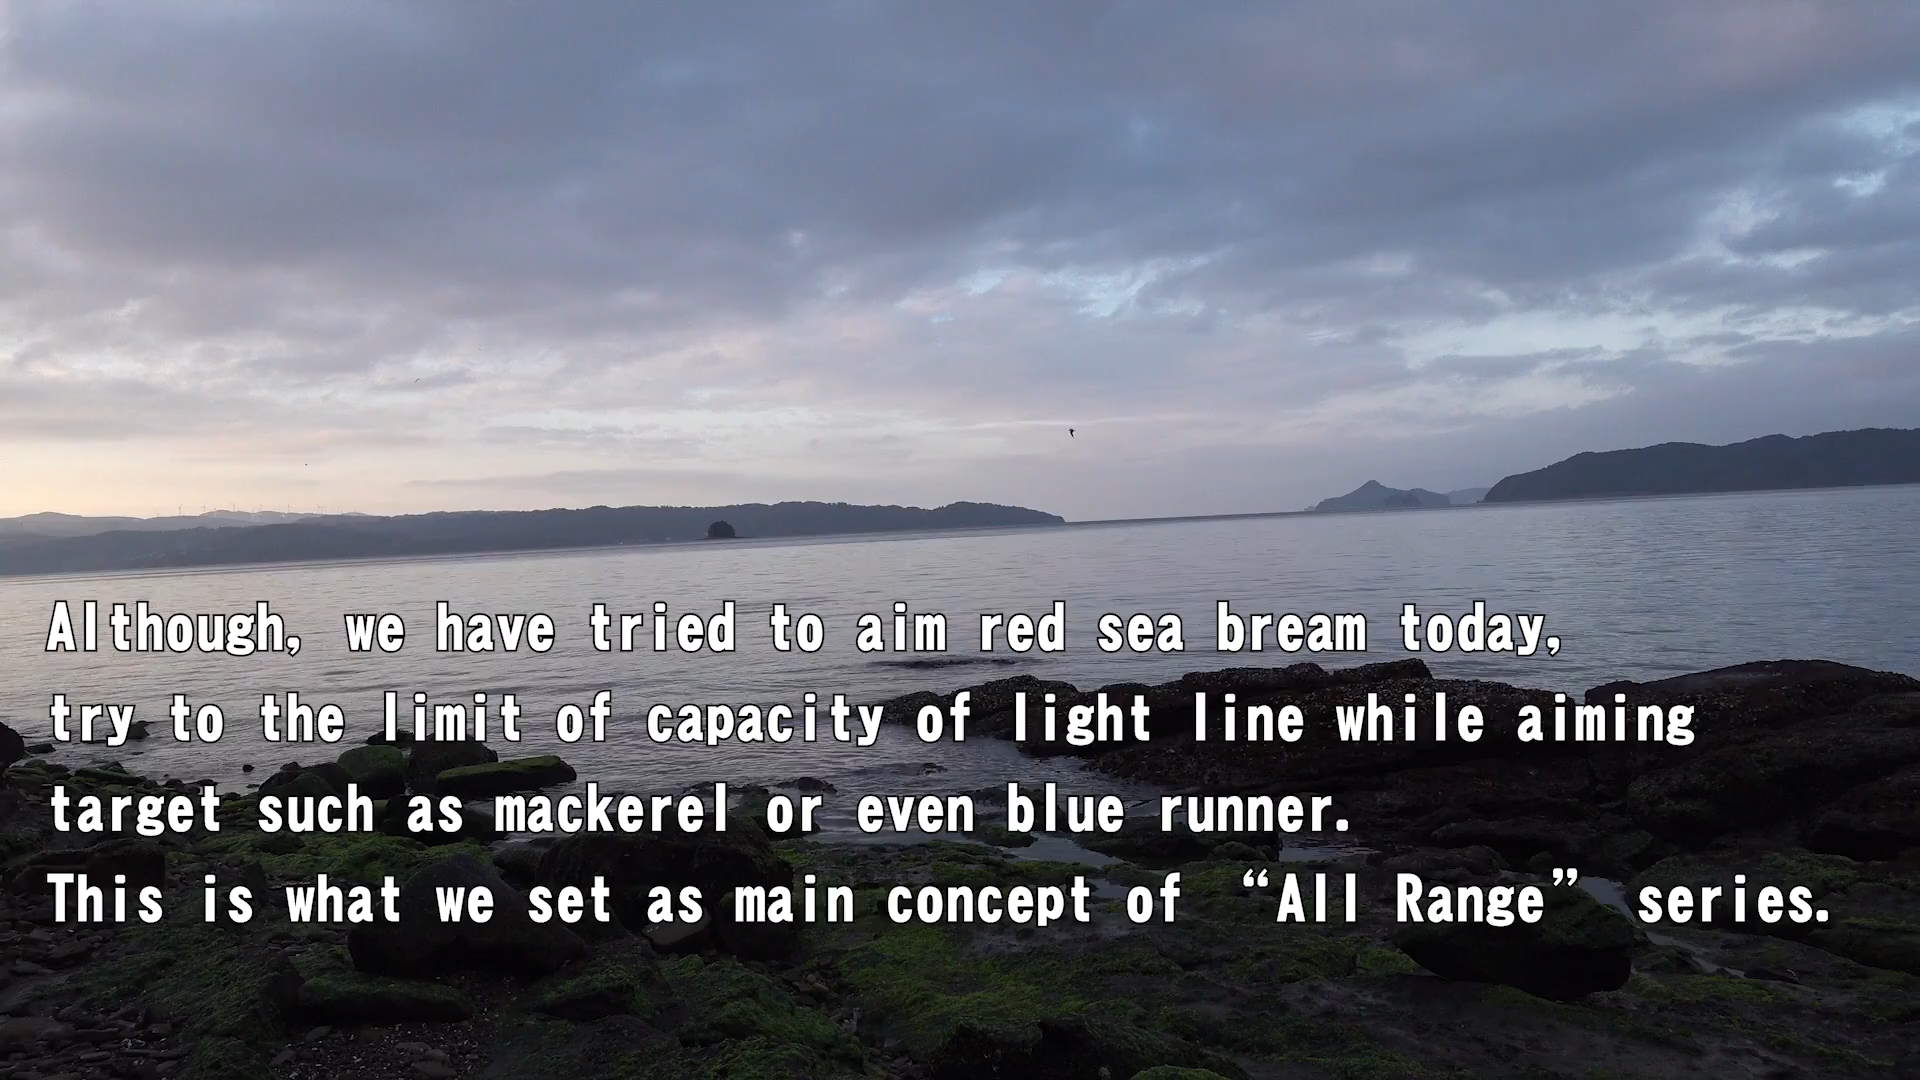 Although, we have tried to aim red sea bream today,
try to the limit of capacity of light line while aiming
target such as mackerel or even blue runner.
This is what we set as main concept of “All Range” series.